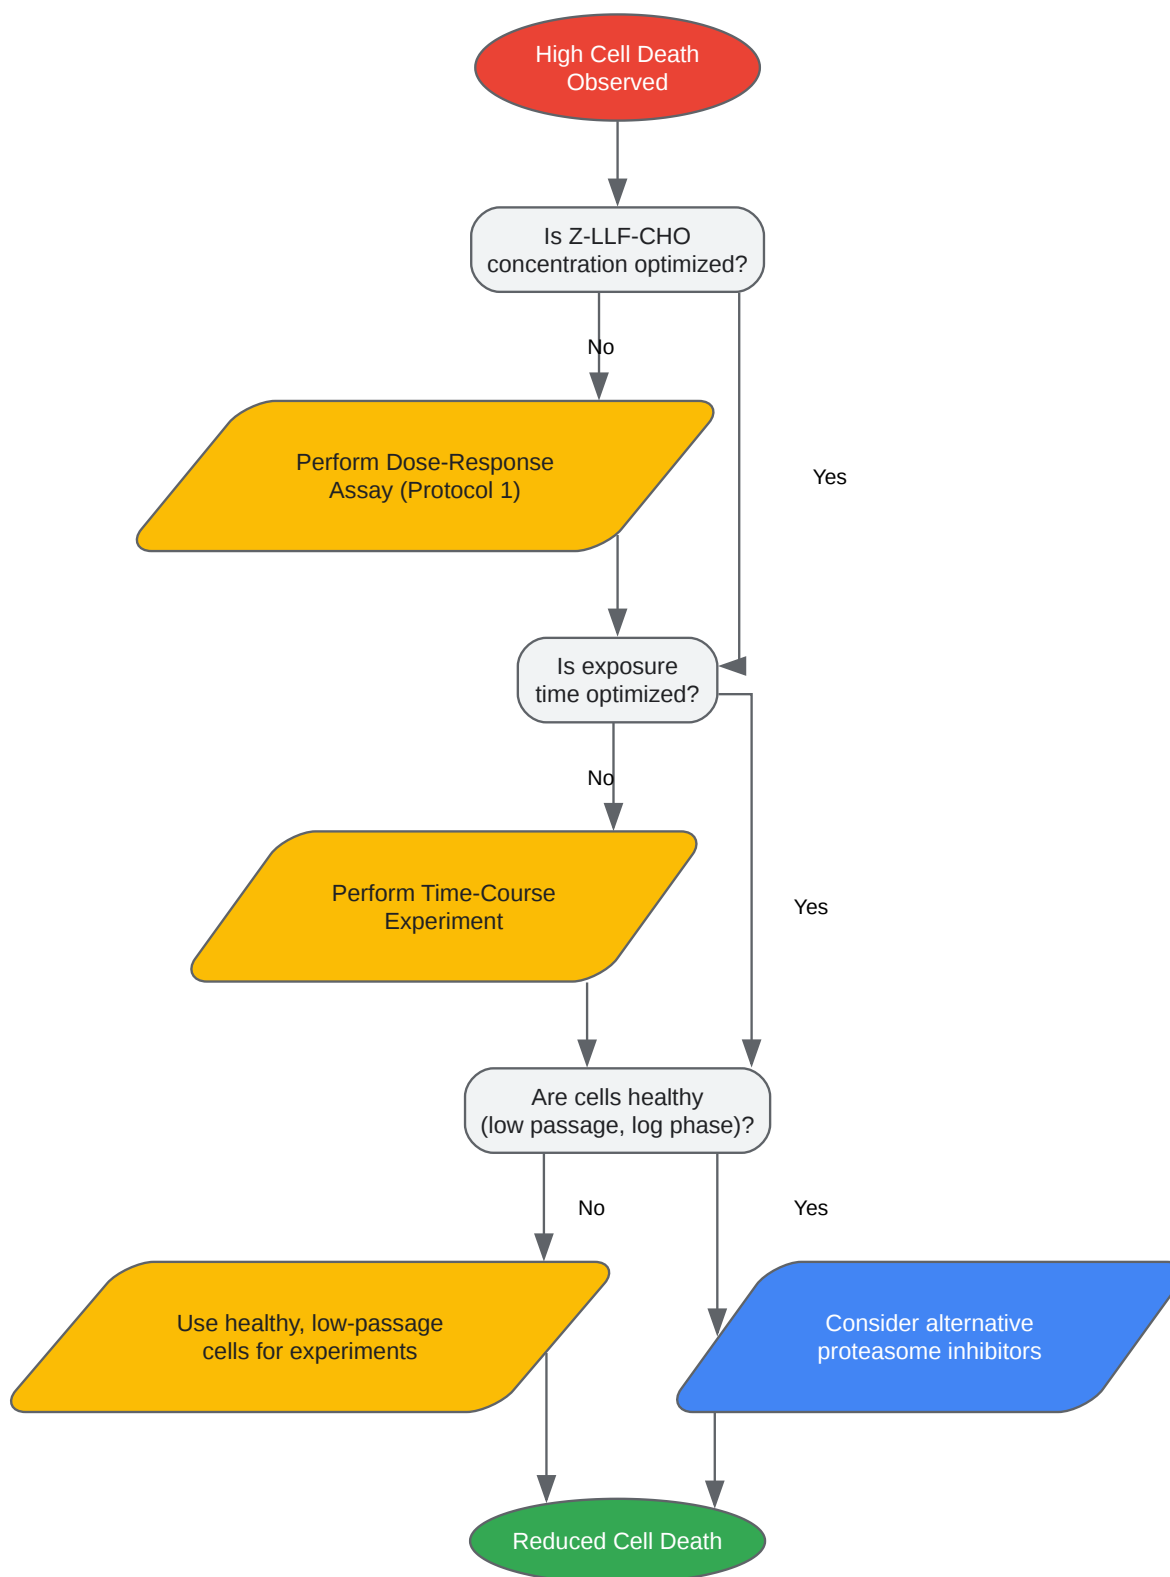 High Cell Death
Observed
Is Z-LLF-CHO
concentration optimized?
No
Perform Dose-Response
Assay (Protocol 1)
Yes
Is exposure
time optimized?
No
Perform Time-Course
Experiment
Yes
Are cells healthy
(low passage, log phase)?
No
Yes
Use healthy, low-passage
cells for experiments
Consider alternative
proteasome inhibitors
Reduced Cell Death